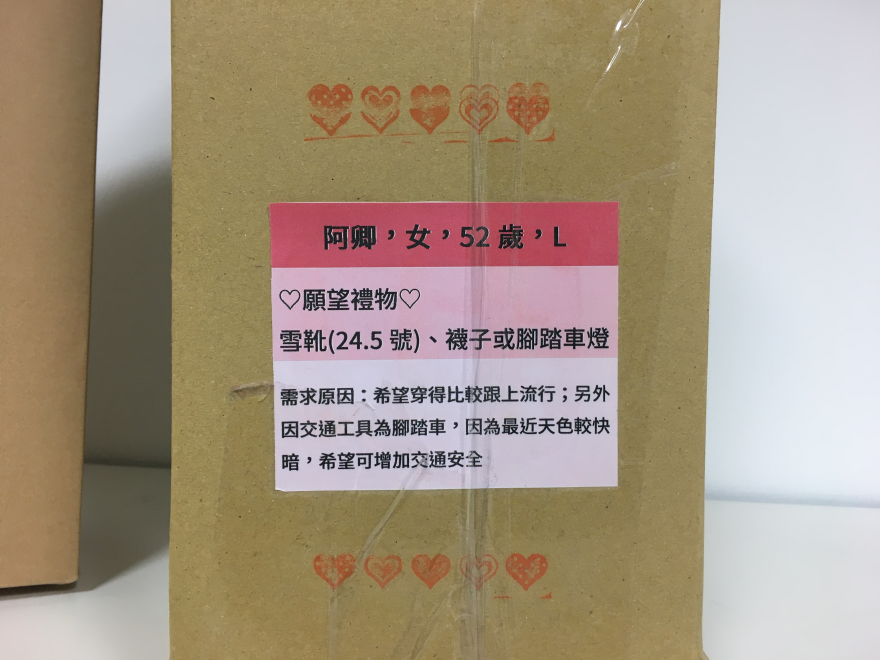 阿卿，女，52 歲，L
♡願望禮物♡
雪靴(24.5 號)、襪子或腳踏車燈
需求原因：希望穿得比較跟上流行；另外
因交通工具為腳踏車，因為最近天色較快
暗，希望可增加交通安全